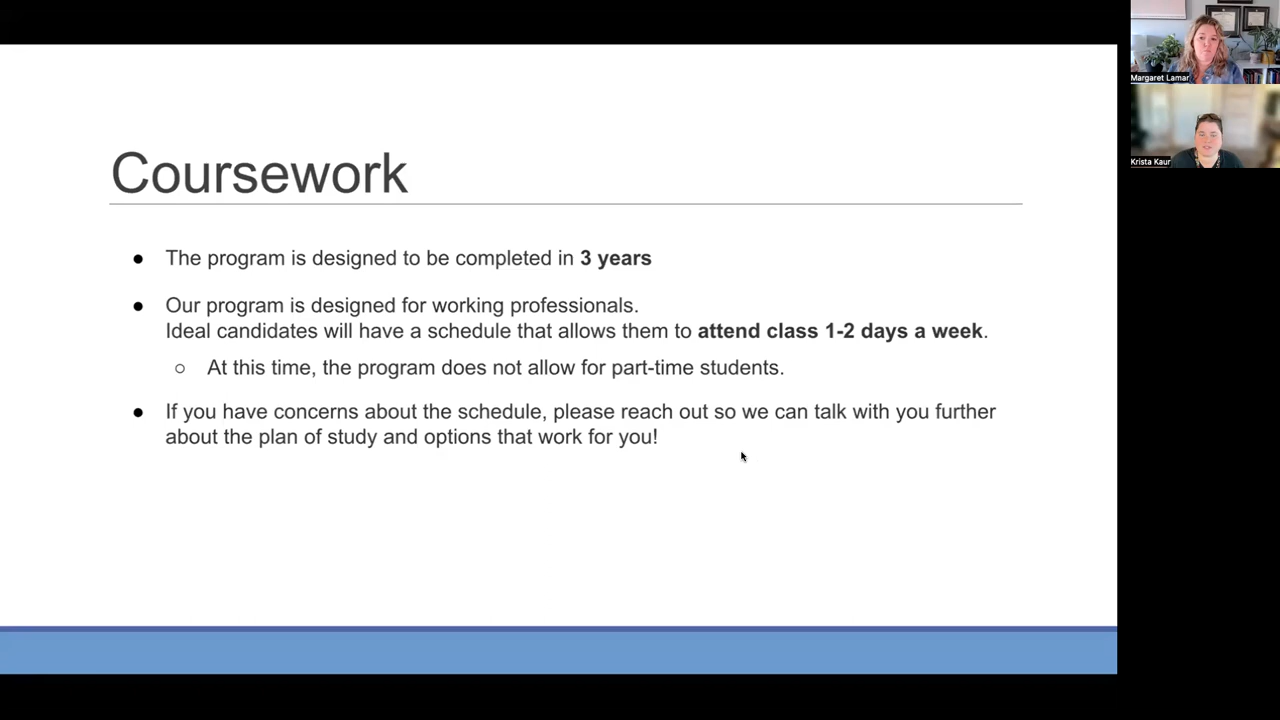 Coursework
● The program is designed to be completed in 3 years
● Our program is designed for working professionals.
Ideal candidates will have a schedule that allows them to attend class 1-2 days a week.
○ At this time, the program does not allow for part-time students.
● If you have concerns about the schedule, please reach out so we can talk with you further
about the plan of study and options that work for you!
Margaret Lamar
Krista Kaur